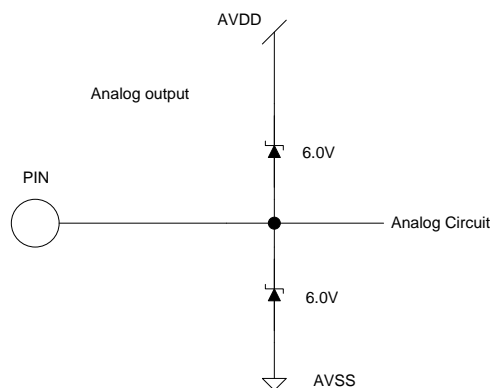 AVDD
Analog output
6.0V
PIN
Analog Circuit
6.0V
AVSS